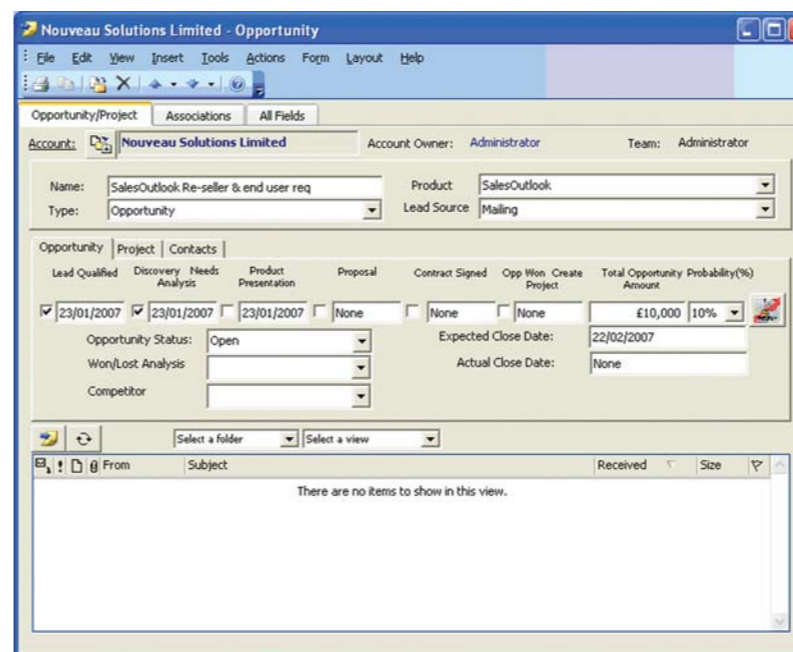 Nouveau Solutions Limited - Opportunity
File Edit View Insert Tools Actions Form Layout Help
Opportunity/Project Associations All Fields
Account: Nouveau Solutions Limited Account Owner: Administrator Team: Administrator
Name: SalesOutlook Re-seller & end user req Product SalesOutlook
Type: Opportunity Lead Source Mailing
Opportunity Project Contacts
Lead Qualified Discovery Needs Analysis Product Presentation Proposal Contract Signed Opp Won Create Project Total Opportunity Amount Probability(%)
23/01/2007 23/01/2007 23/01/2007 None None None £10,000 10%
Opportunity Status: Open Expected Close Date: 22/02/2007
Won/Lost Analysis Actual Close Date: None
Competitor
Select a folder Select a view
From Subject Received Size
There are no items to show in this view.